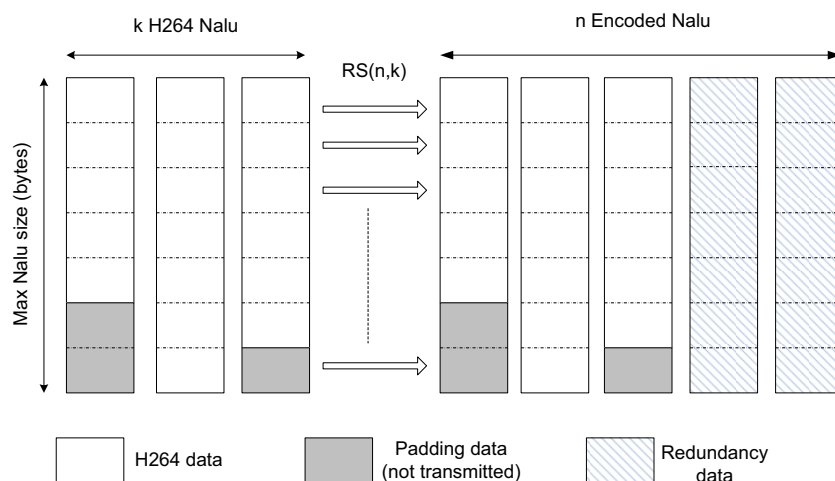 k H264 Nalu
n Encoded Nalu
RS(n,k)
Max Nalu size (bytes)
H264 data
Padding data
(not transmitted)
Redundancy
data